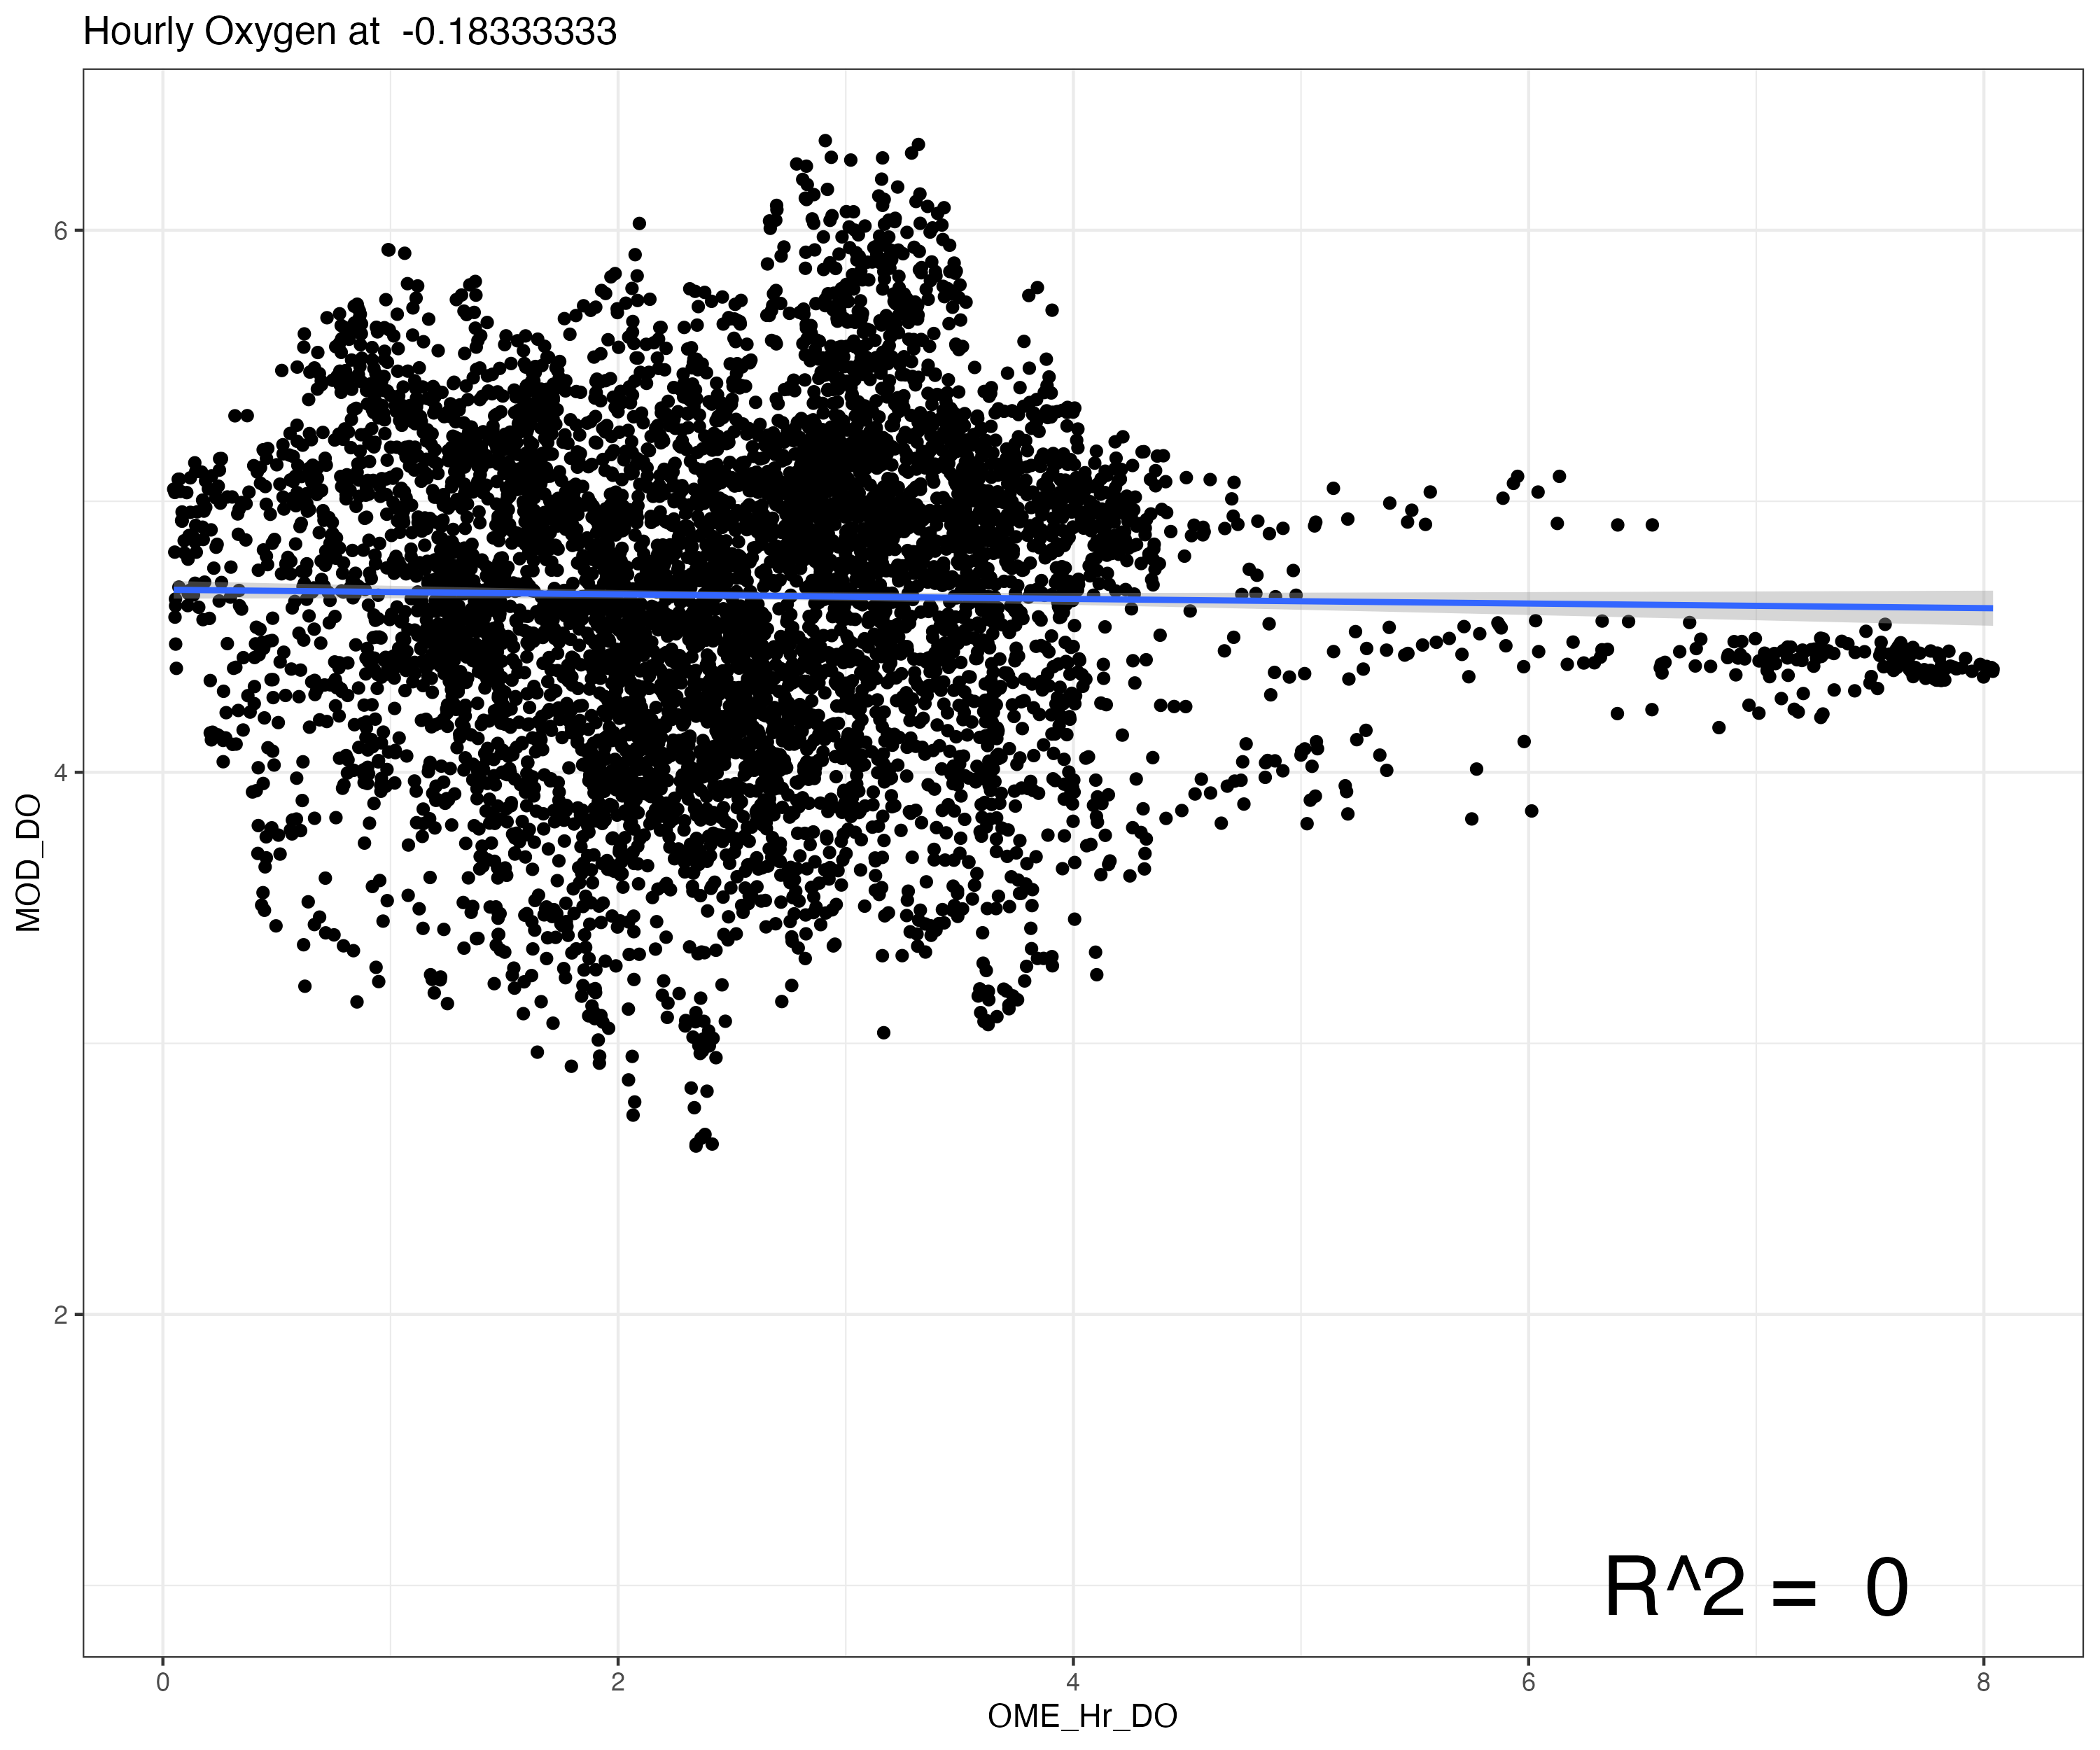 Hourly Oxygen at  -0.18333333
6
4
2
MOD_DO
0 2 4 6 8
OME_Hr_DO
R^2 =  0